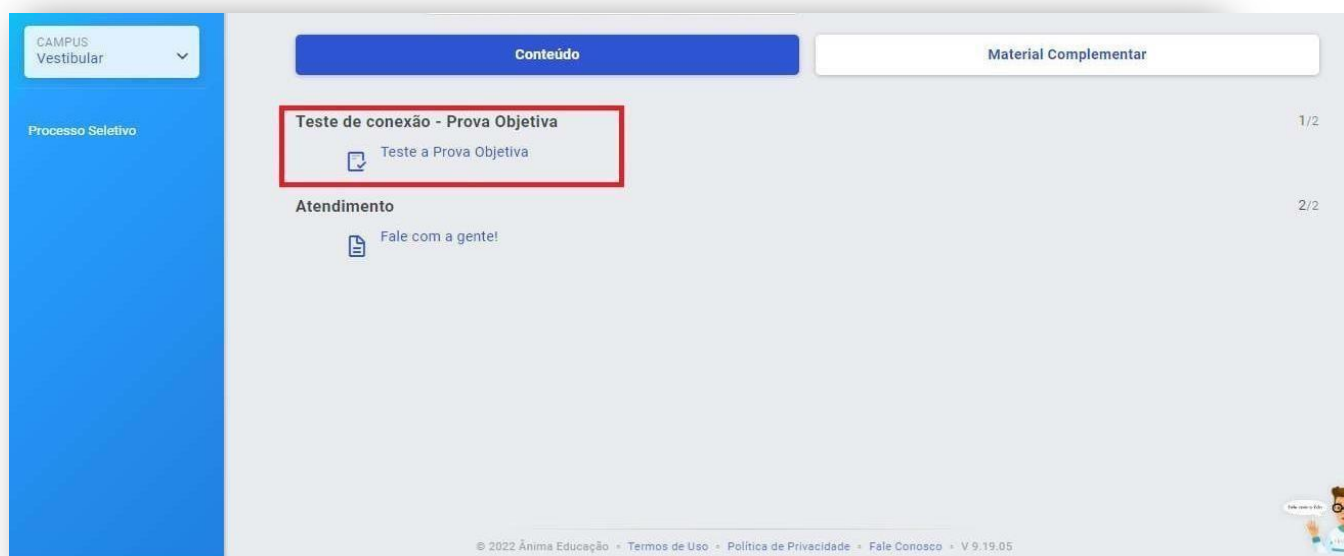 CAMPUS
Vestibular
Processo Seletivo
Conteúdo
Material Complementar
Teste de conexão - Prova Objetiva
1/2
Teste a Prova Objetiva
Atendimento
2/2
Fale com a gente!
© 2022 Ânima Educação • Termos de Uso • Política de Privacidade • Fale Conosco • V 9.19.05